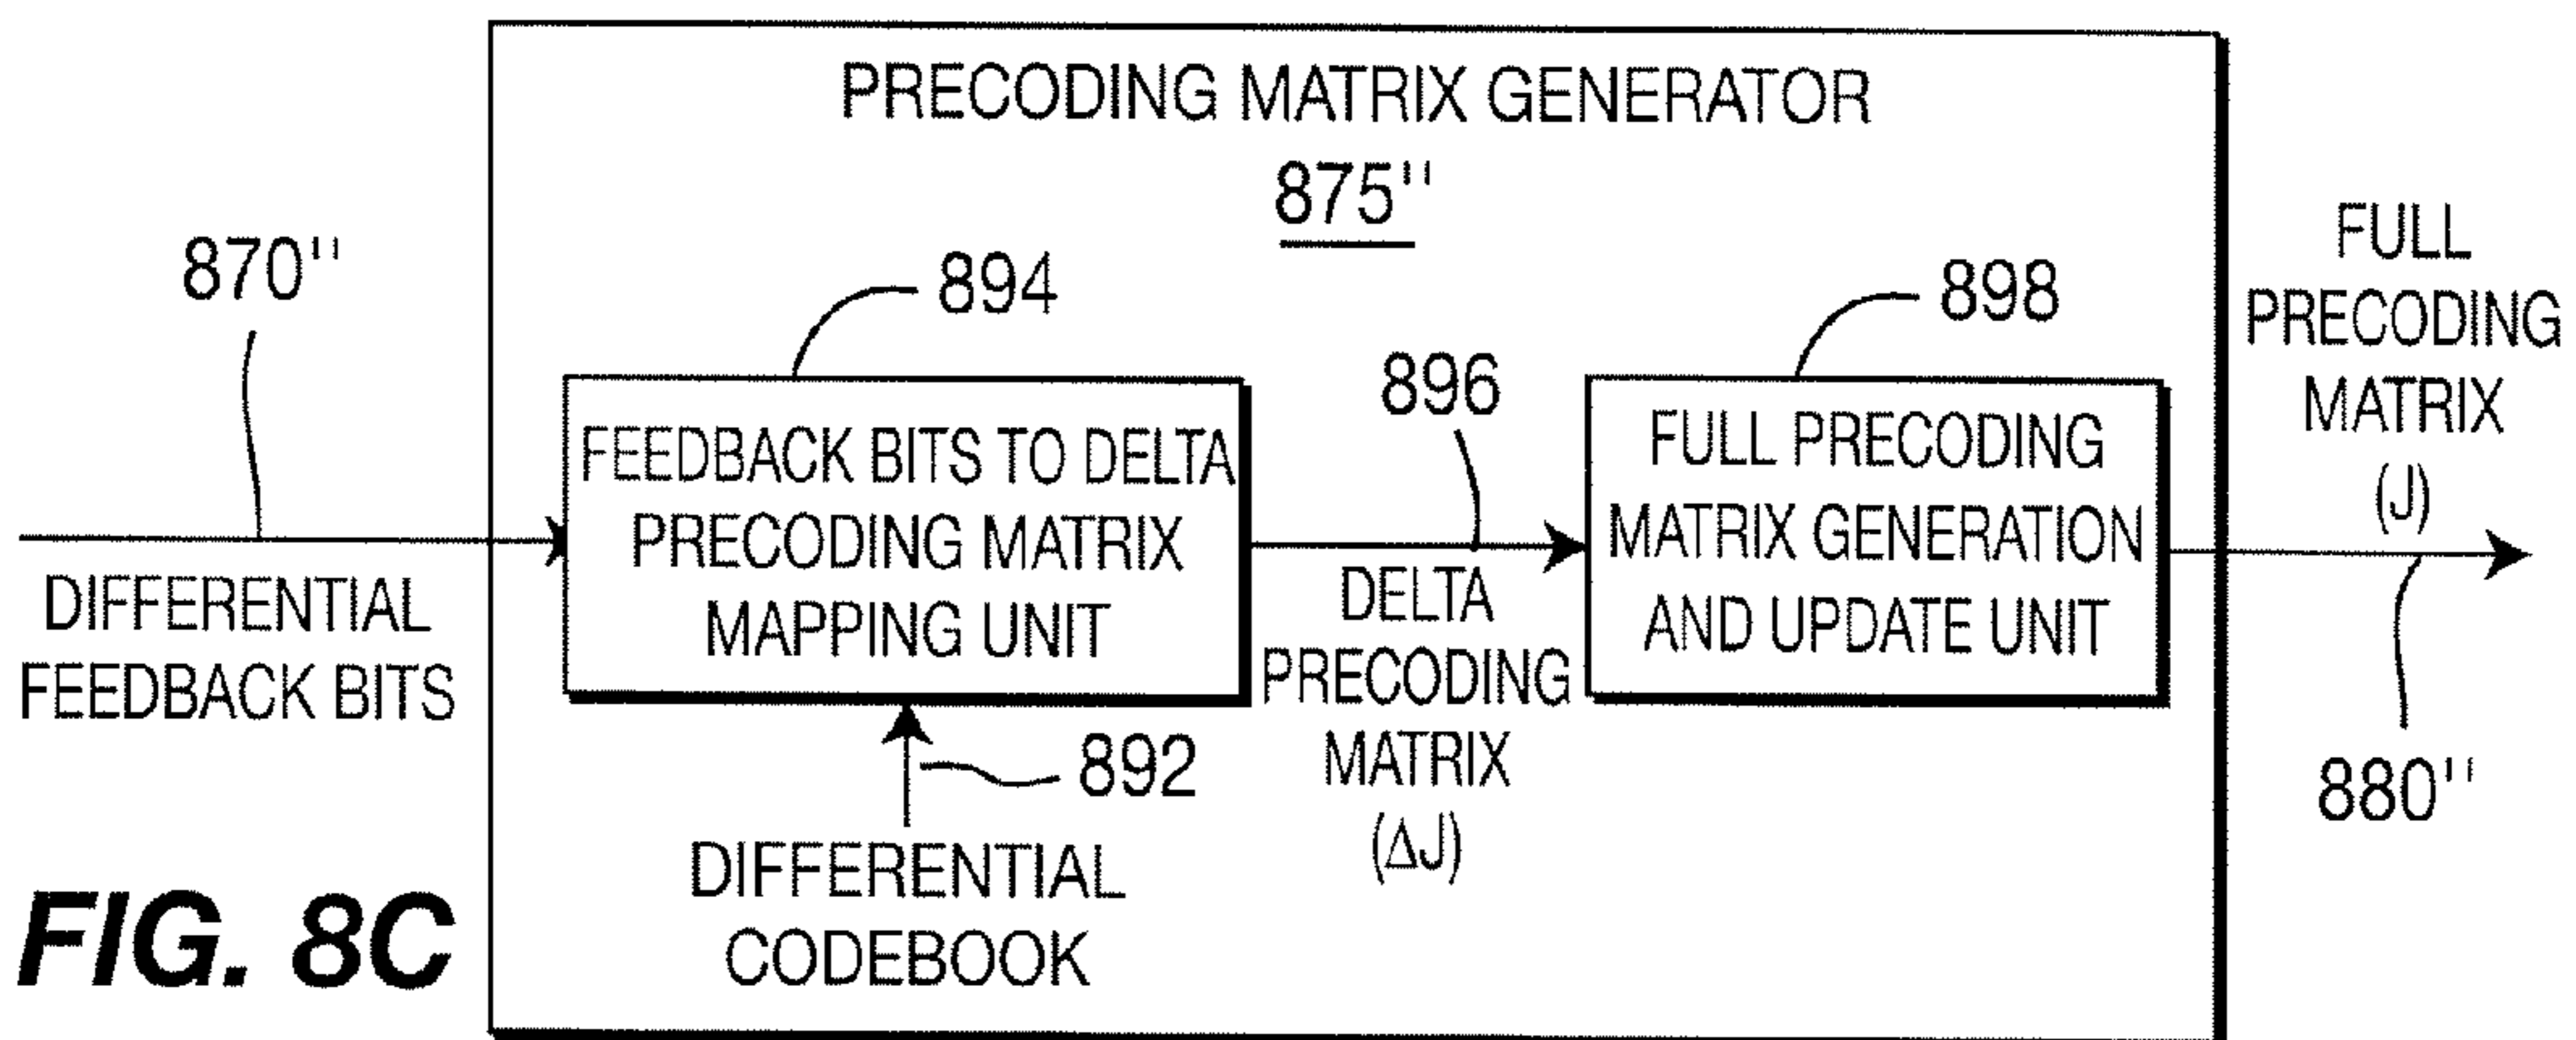 PRECODING MATRIX GENERATOR
875"
870"
DIFFERENTIAL
FEEDBACK BITS
894
FEEDBACK BITS TO DELTA
PRECODING MATRIX
MAPPING UNIT
892
DIFFERENTIAL
CODEBOOK
896
DELTA
PRECODING
MATRIX
(ΔJ)
898
FULL PRECODING
MATRIX GENERATION
AND UPDATE UNIT
FULL
PRECODING
MATRIX
(J)
880"
FIG. 8C